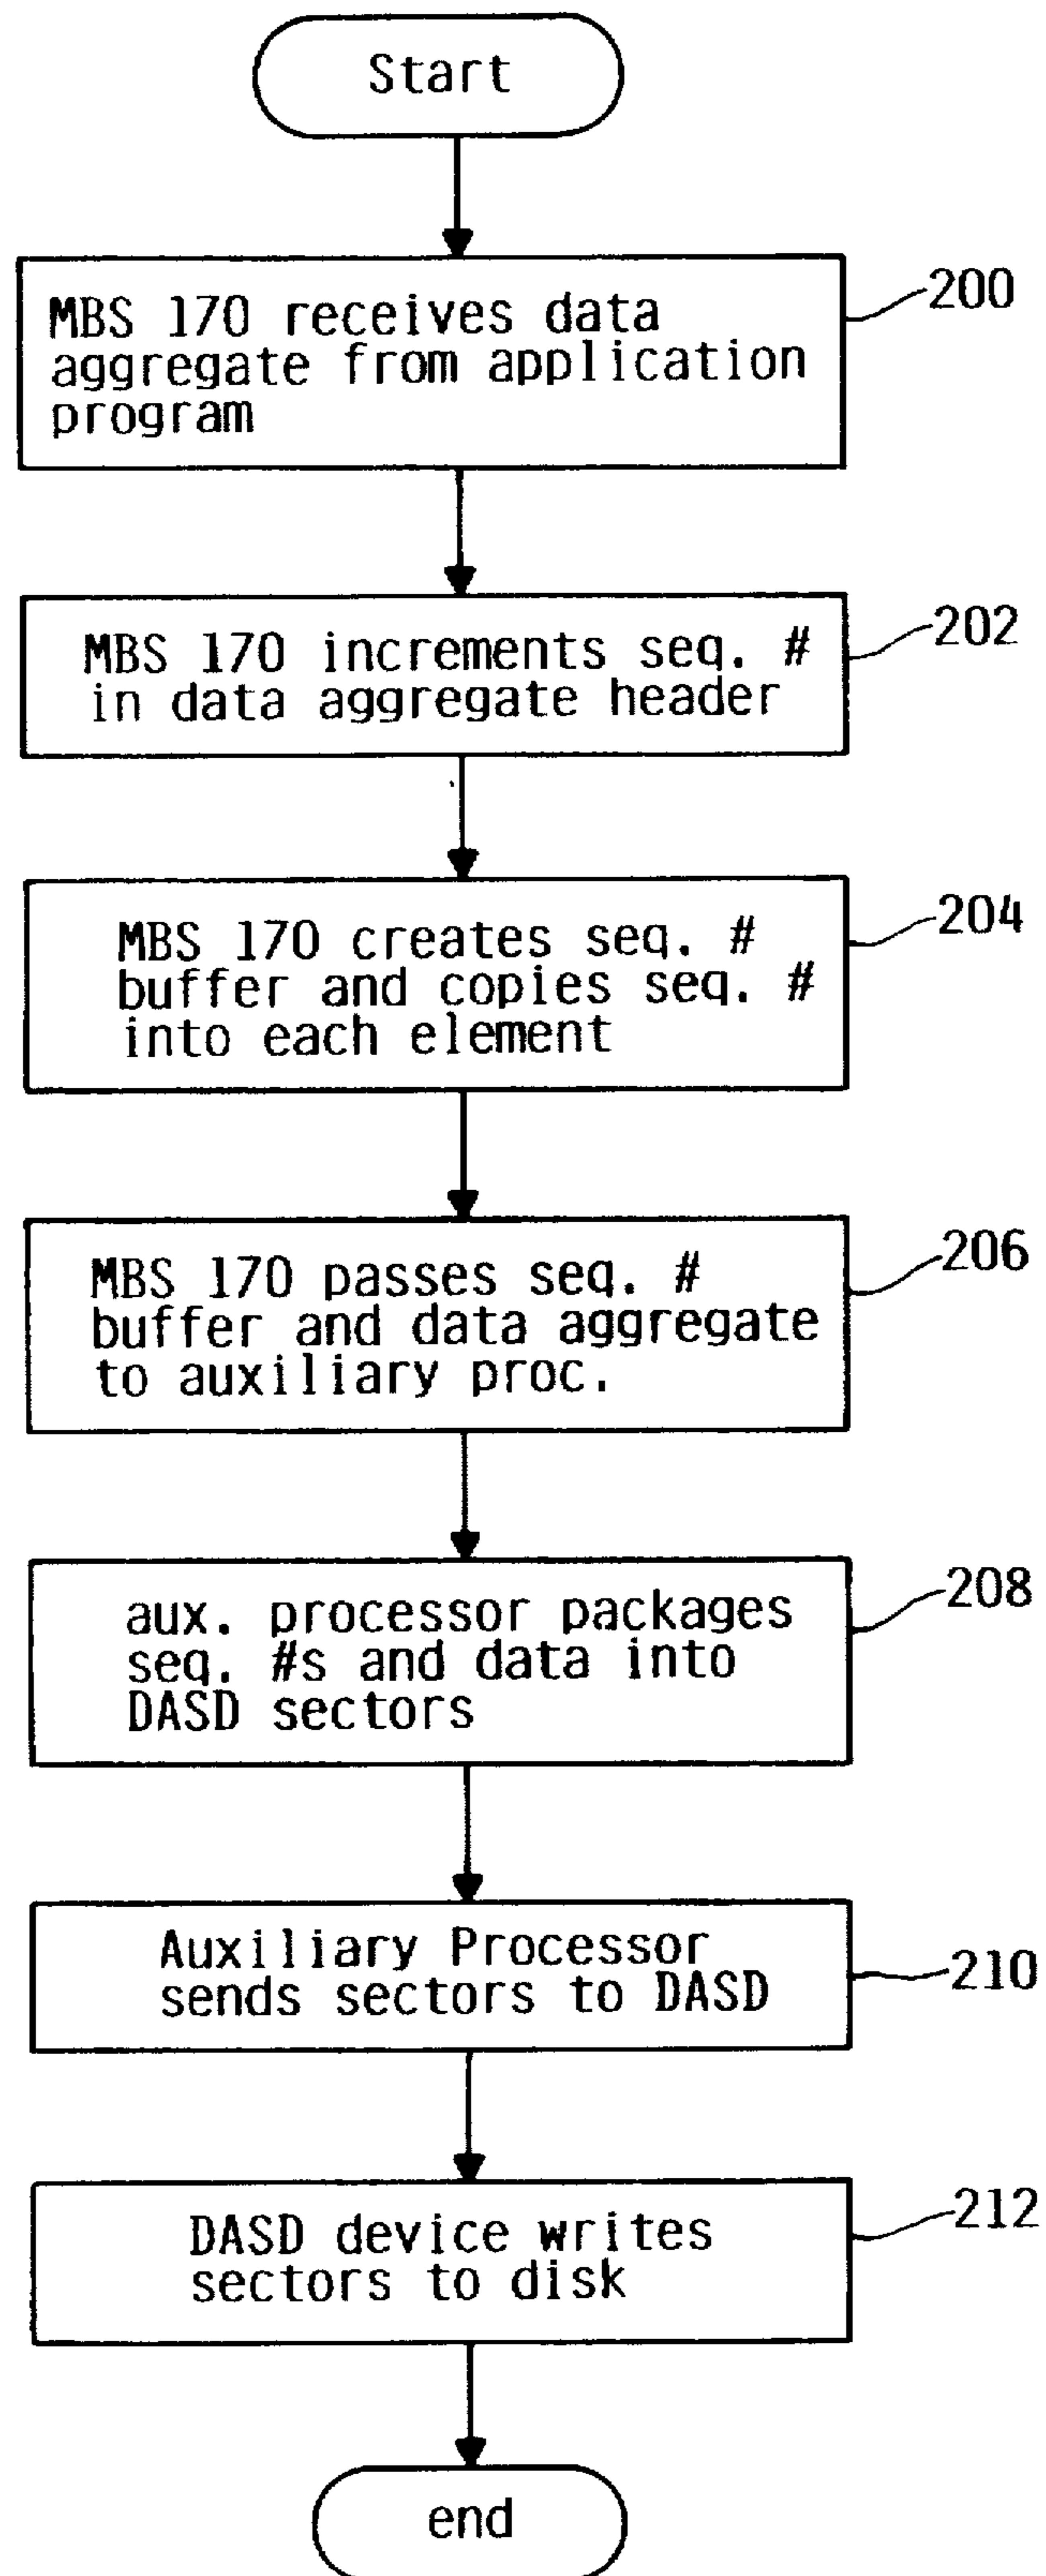 Start
MBS 170 receives data
aggregate from application
program
200
MBS 170 increments seq. #
in data aggregate header
202
MBS 170 creates seq. #
buffer and copies seq. #
into each element
204
MBS 170 passes seq. #
buffer and data aggregate
to auxiliary proc.
206
aux. processor packages
seq. #s and data into
DASD sectors
208
Auxiliary Processor
sends sectors to DASD
210
DASD device writes
sectors to disk
212
end